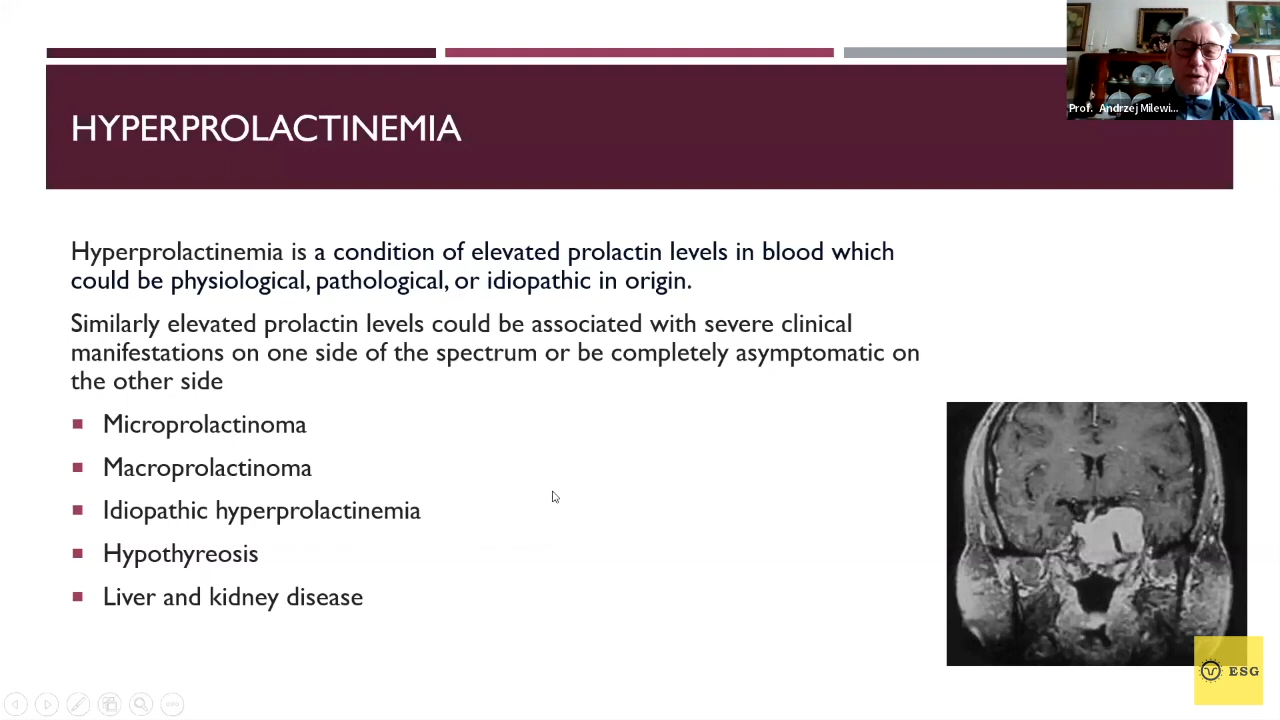 Prof. Andrzej Milewi...
HYPERPROLACTINEMIA
Hyperprolactinemia is a condition of elevated prolactin levels in blood which
could be physiological, pathological, or idiopathic in origin.
Similarly elevated prolactin levels could be associated with severe clinical
manifestations on one side of the spectrum or be completely asymptomatic on
the other side
Microprolactinoma
Macroprolactinoma
Idiopathic hyperprolactinemia
Hypothyreosis
Liver and kidney disease
ESG